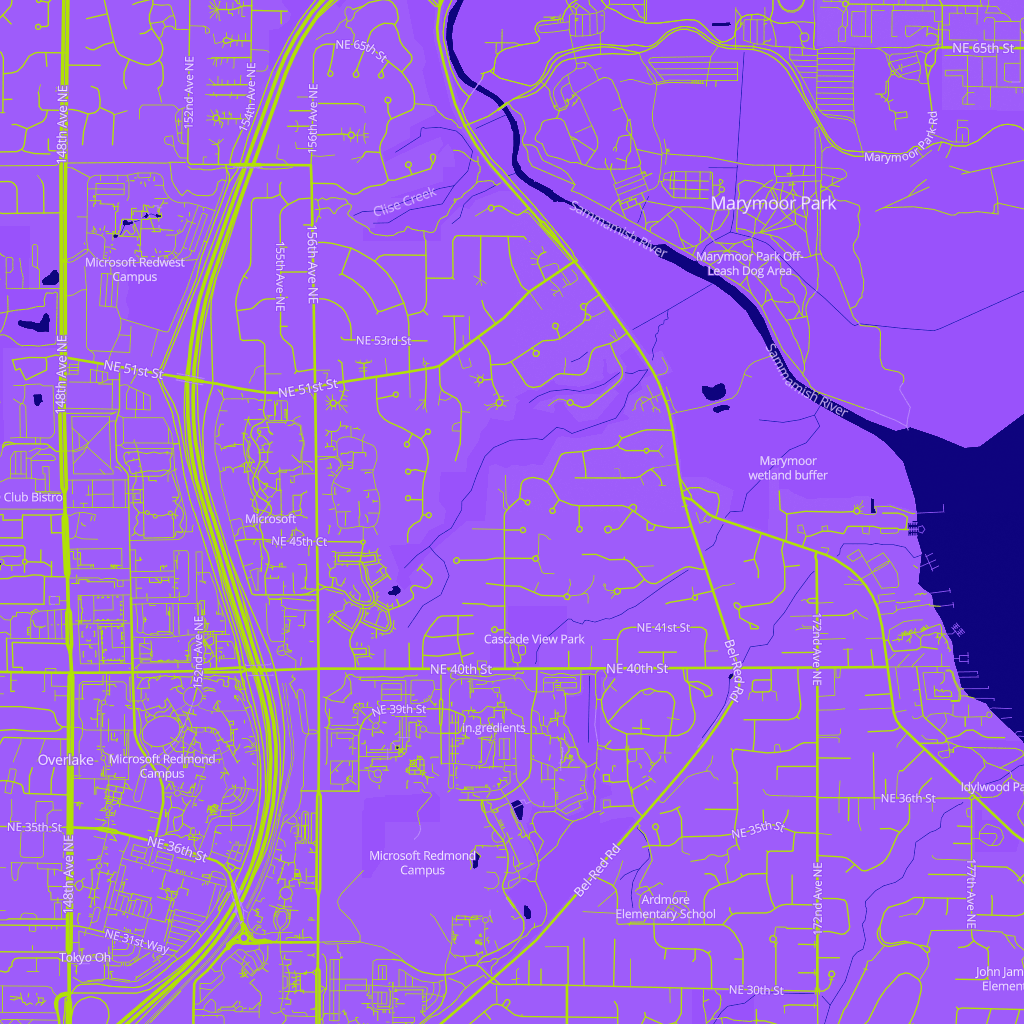 NE 65th St
NE 65th St
152nd Ave NE
154th Ave NE
148th Ave NE
156th Ave NE
Marymoor Park Rd
Clise Creek
Marymoor Park
Sammamish River
Microsoft Redwest
Campus
155th Ave NE
156th Ave NE
Marymoor Park Off-
Leash Dog Area
NE 53rd St
148th Ave NE
NE 51st St
NE 51st St
Sammamish River
Marymoor
wetland buffer
Club Bistro
Microsoft
NE 45th Ct
152nd Ave NE
Cascade View Park
NE 41st St
NE 40th St
NE 40th St
Bel-Red Rd
172nd Ave NE
NE 39th St
in.gredients
Overlake
Microsoft Redmond
Campus
Idylwood Pa
NE 36th St
NE 35th St
NE 36th St
NE 35th St
148th Ave NE
Microsoft Redmond
Campus
Bel-Red Rd
Ardmore
Elementary School
172nd Ave NE
177th Ave NE
NE 31st Way
Tokyo Oh
John Jam
Element
NE 30th St